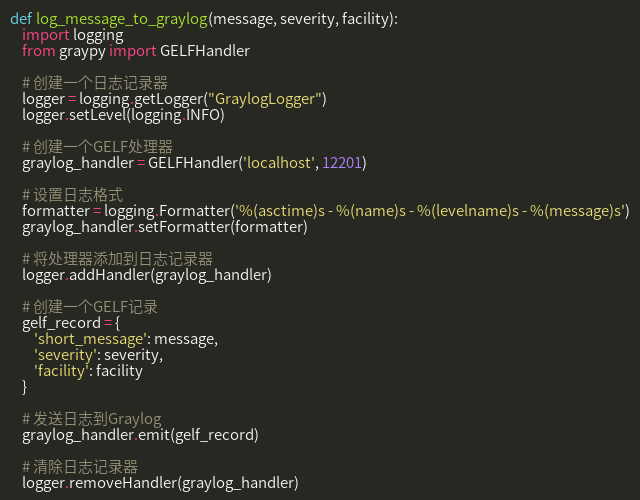 def log_message_to_graylog(message, severity, facility):
import logging
from graypy import GELFHandler
# 创建一个日志记录器
logger = logging.getLogger("GraylogLogger")
logger.setLevel(logging.INFO)
# 创建一个GELF处理器
graylog_handler = GELFHandler('localhost', 12201)
# 设置日志格式
formatter = logging.Formatter('%(asctime)s - %(name)s - %(levelname)s - %(message)s')
graylog_handler.setFormatter(formatter)
# 将处理器添加到日志记录器
logger.addHandler(graylog_handler)
# 创建一个GELF记录
gelf_record = {
'short_message': message,
'severity': severity,
'facility': facility
}
# 发送日志到Graylog
graylog_handler.emit(gelf_record)
# 清除日志记录器
logger.removeHandler(graylog_handler)